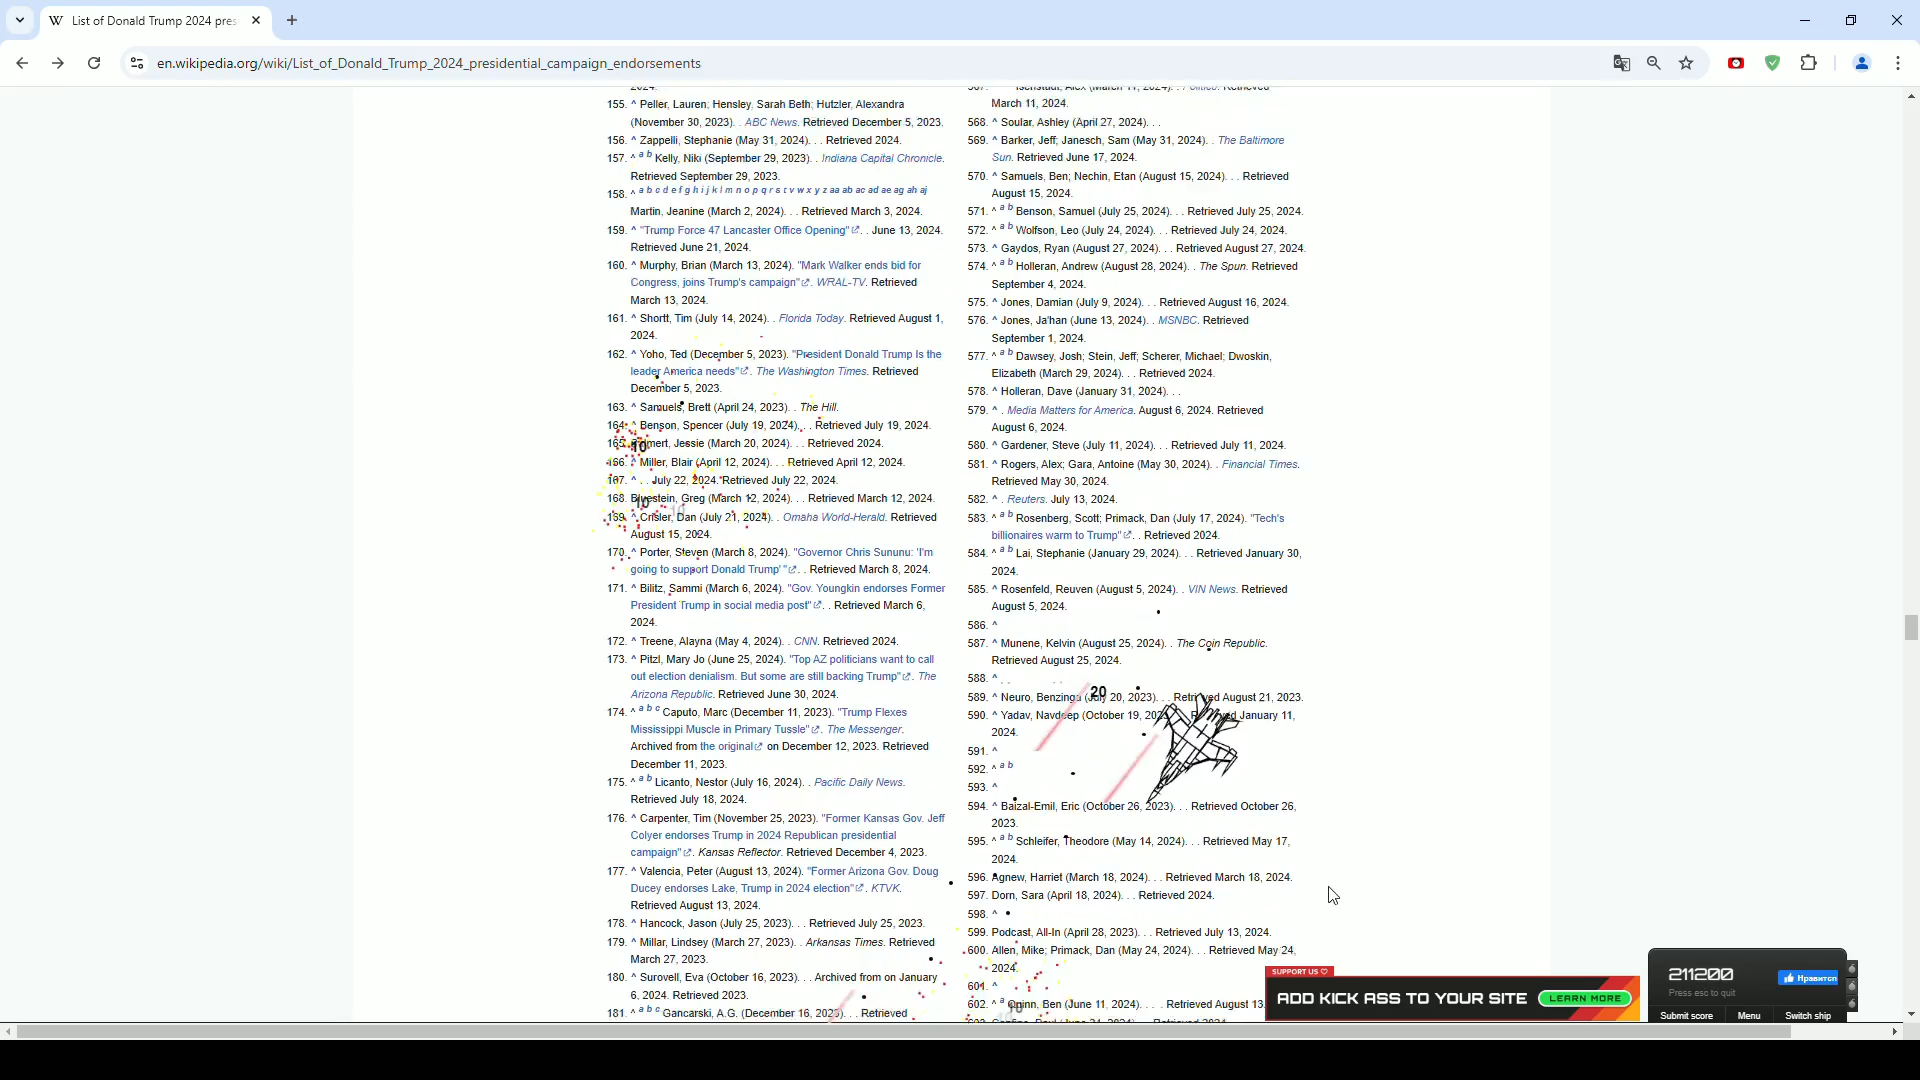 List of Donald Trump 2024 pres
en.wikipedia.org/wiki/List_of_Donald_Trump_2024_presidential_campaign_endorsements
2024.
155. ^ Peller, Lauren; Hensley, Sarah Beth; Hutzler, Alexandra
(November 30, 2023). . ABC News. Retrieved December 5, 2023.
156. ^ Zappelli, Stephanie (May 31, 2024). . . Retrieved 2024.
157. ^ a b Kelly, Niki (September 29, 2023). . Indiana Capital Chronicle.
Retrieved September 29, 2023.
158. ^ a b c d e f g h i j k l m n o p q r s t v w x y z aa ab ac ad ae ag ah aj
Martin, Jeanine (March 2, 2024). . . Retrieved March 3, 2024.
159. ^ "Trump Force 47 Lancaster Office Opening". . June 13, 2024.
Retrieved June 21, 2024.
160. ^ Murphy, Brian (March 13, 2024). "Mark Walker ends bid for
Congress, joins Trump's campaign". WRAL-TV. Retrieved
March 13, 2024.
161. ^ Shortt, Tim (July 14, 2024). . Florida Today. Retrieved August 1,
2024.
162. ^ Yoho, Ted (December 5, 2023). "President Donald Trump Is the
leader America needs". The Washington Times. Retrieved
December 5, 2023.
163. ^ Samuels, Brett (April 24, 2023). . The Hill.
164. ^ Benson, Spencer (July 19, 2024). . . Retrieved July 19, 2024.
165. Jessie (March 20, 2024). . . Retrieved 2024.
10
166. ^ Miller, Blair (April 12, 2024). . . Retrieved April 12, 2024.
167. ^ . . July 22, 2024. Retrieved July 22, 2024.
168. Bluestein, Greg (March 12, 2024). . . Retrieved March 12, 2024.
10
10
169. ^ Crisler, Dan (July 21, 2024). . Omaha World-Herald. Retrieved
August 15, 2024.
170. ^ Porter, Steven (March 8, 2024). "Governor Chris Sununu: 'I'm
going to support Donald Trump'". . Retrieved March 8, 2024.
171. ^ Bilitz, Sammi (March 6, 2024). "Gov. Youngkin endorses Former
President Trump in social media post". . Retrieved March 6,
2024.
172. ^ Treene, Alayna (May 4, 2024). . CNN. Retrieved 2024.
173. ^ Pitzl, Mary Jo (June 25, 2024). "Top AZ politicians want to call
out election denialism. But some are still backing Trump". The
Arizona Republic. Retrieved June 30, 2024.
174. ^ a b c Caputo, Marc (December 11, 2023). "Trump Flexes
Mississippi Muscle in Primary Tussle". The Messenger.
Archived from the original on December 12, 2023. Retrieved
December 11, 2023.
175. ^ a b Licanto, Nestor (July 16, 2024). . Pacific Daily News.
Retrieved July 18, 2024.
176. ^ Carpenter, Tim (November 25, 2023). "Former Kansas Gov. Jeff
Colyer endorses Trump in 2024 Republican presidential
campaign". Kansas Reflector. Retrieved December 4, 2023.
177. ^ Valencia, Peter (August 13, 2024). "Former Arizona Gov. Doug
Ducey endorses Lake, Trump in 2024 election". KTVK.
Retrieved August 13, 2024.
178. ^ Hancock, Jason (July 25, 2023). . . Retrieved July 25, 2023.
179. ^ Millar, Lindsey (March 27, 2023). . Arkansas Times. Retrieved
March 27, 2023.
180. ^ Surovell, Eva (October 16, 2023). . . Archived from on January
6, 2024. Retrieved 2023.
181. ^ a b c Gancarski, A.G. (December 16, 2023). . . Retrieved
567. ^ Isenstadt, Alex (March 11, 2024). . Politico. Retrieved
March 11, 2024.
568. ^ Soular, Ashley (April 27, 2024). . .
569. ^ Barker, Jeff; Janesch, Sam (May 31, 2024). . The Baltimore
Sun. Retrieved June 17, 2024.
570. ^ Samuels, Ben; Nechin, Etan (August 15, 2024). . . Retrieved
August 15, 2024.
571. ^ a b Benson, Samuel (July 25, 2024). . . Retrieved July 25, 2024.
572. ^ a b Wolfson, Leo (July 24, 2024). . . Retrieved July 24, 2024.
573. ^ Gaydos, Ryan (August 27, 2024). . . Retrieved August 27, 2024.
574. ^ a b Holleran, Andrew (August 28, 2024). . The Spun. Retrieved
September 4, 2024.
575. ^ Jones, Damian (July 9, 2024). . . Retrieved August 16, 2024.
576. ^ Jones, Ja'han (June 13, 2024). . MSNBC. Retrieved
September 1, 2024.
577. ^ a b Dawsey, Josh; Stein, Jeff; Scherer, Michael; Dwoskin,
Elizabeth (March 29, 2024). . . Retrieved 2024.
578. ^ Holleran, Dave (January 31, 2024). . .
579. ^ . Media Matters for America. August 6, 2024. Retrieved
August 6, 2024.
580. ^ Gardener, Steve (July 11, 2024). . . Retrieved July 11, 2024.
581. ^ Rogers, Alex; Gara, Antoine (May 30, 2024). . Financial Times.
Retrieved May 30, 2024.
582. ^ . Reuters. July 13, 2024.
583. ^ a b Rosenberg, Scott; Primack, Dan (July 17, 2024). "Tech's
billionaires warm to Trump". . Retrieved 2024.
584. ^ a b Lai, Stephanie (January 29, 2024). . . Retrieved January 30,
2024.
585. ^ Rosenfeld, Reuven (August 5, 2024). . VIN News. Retrieved
August 5, 2024.
586. ^
587. ^ Munene, Kelvin (August 25, 2024). . The Coin Republic.
Retrieved August 25, 2024.
588. ^
20
589. ^ Neuro, Benzinga (July 20, 2023). . . Retrieved August 21, 2023.
590. ^ Yadav, Navdeep (October 19, 2023 January 11,
2024.
591. ^
592. ^ a b
593. ^
594. ^ Baizal-Emil, Eric (October 26, 2023). . . Retrieved October 26,
2023.
595. ^ a b Schleifer, Theodore (May 14, 2024). . . Retrieved May 17,
2024.
596. Agnew, Harriet (March 18, 2024). . . Retrieved March 18, 2024.
597. Dorn, Sara (April 18, 2024). . . Retrieved 2024.
598. ^
599. Podcast, All-In (April 28, 2023). . . Retrieved July 13, 2024.
600. Allen, Mike; Primack, Dan (May 24, 2024). . . Retrieved May 24,
2024.
601. ^
602. ^ a Quinn, Ben (June 11, 2024). . . . Retrieved August 13,
10
SUPPORT US
ADD KICK ASS TO YOUR SITE
LEARN MORE
211200
Нравится
Press esc to quit
Submit score
Menu
Switch ship